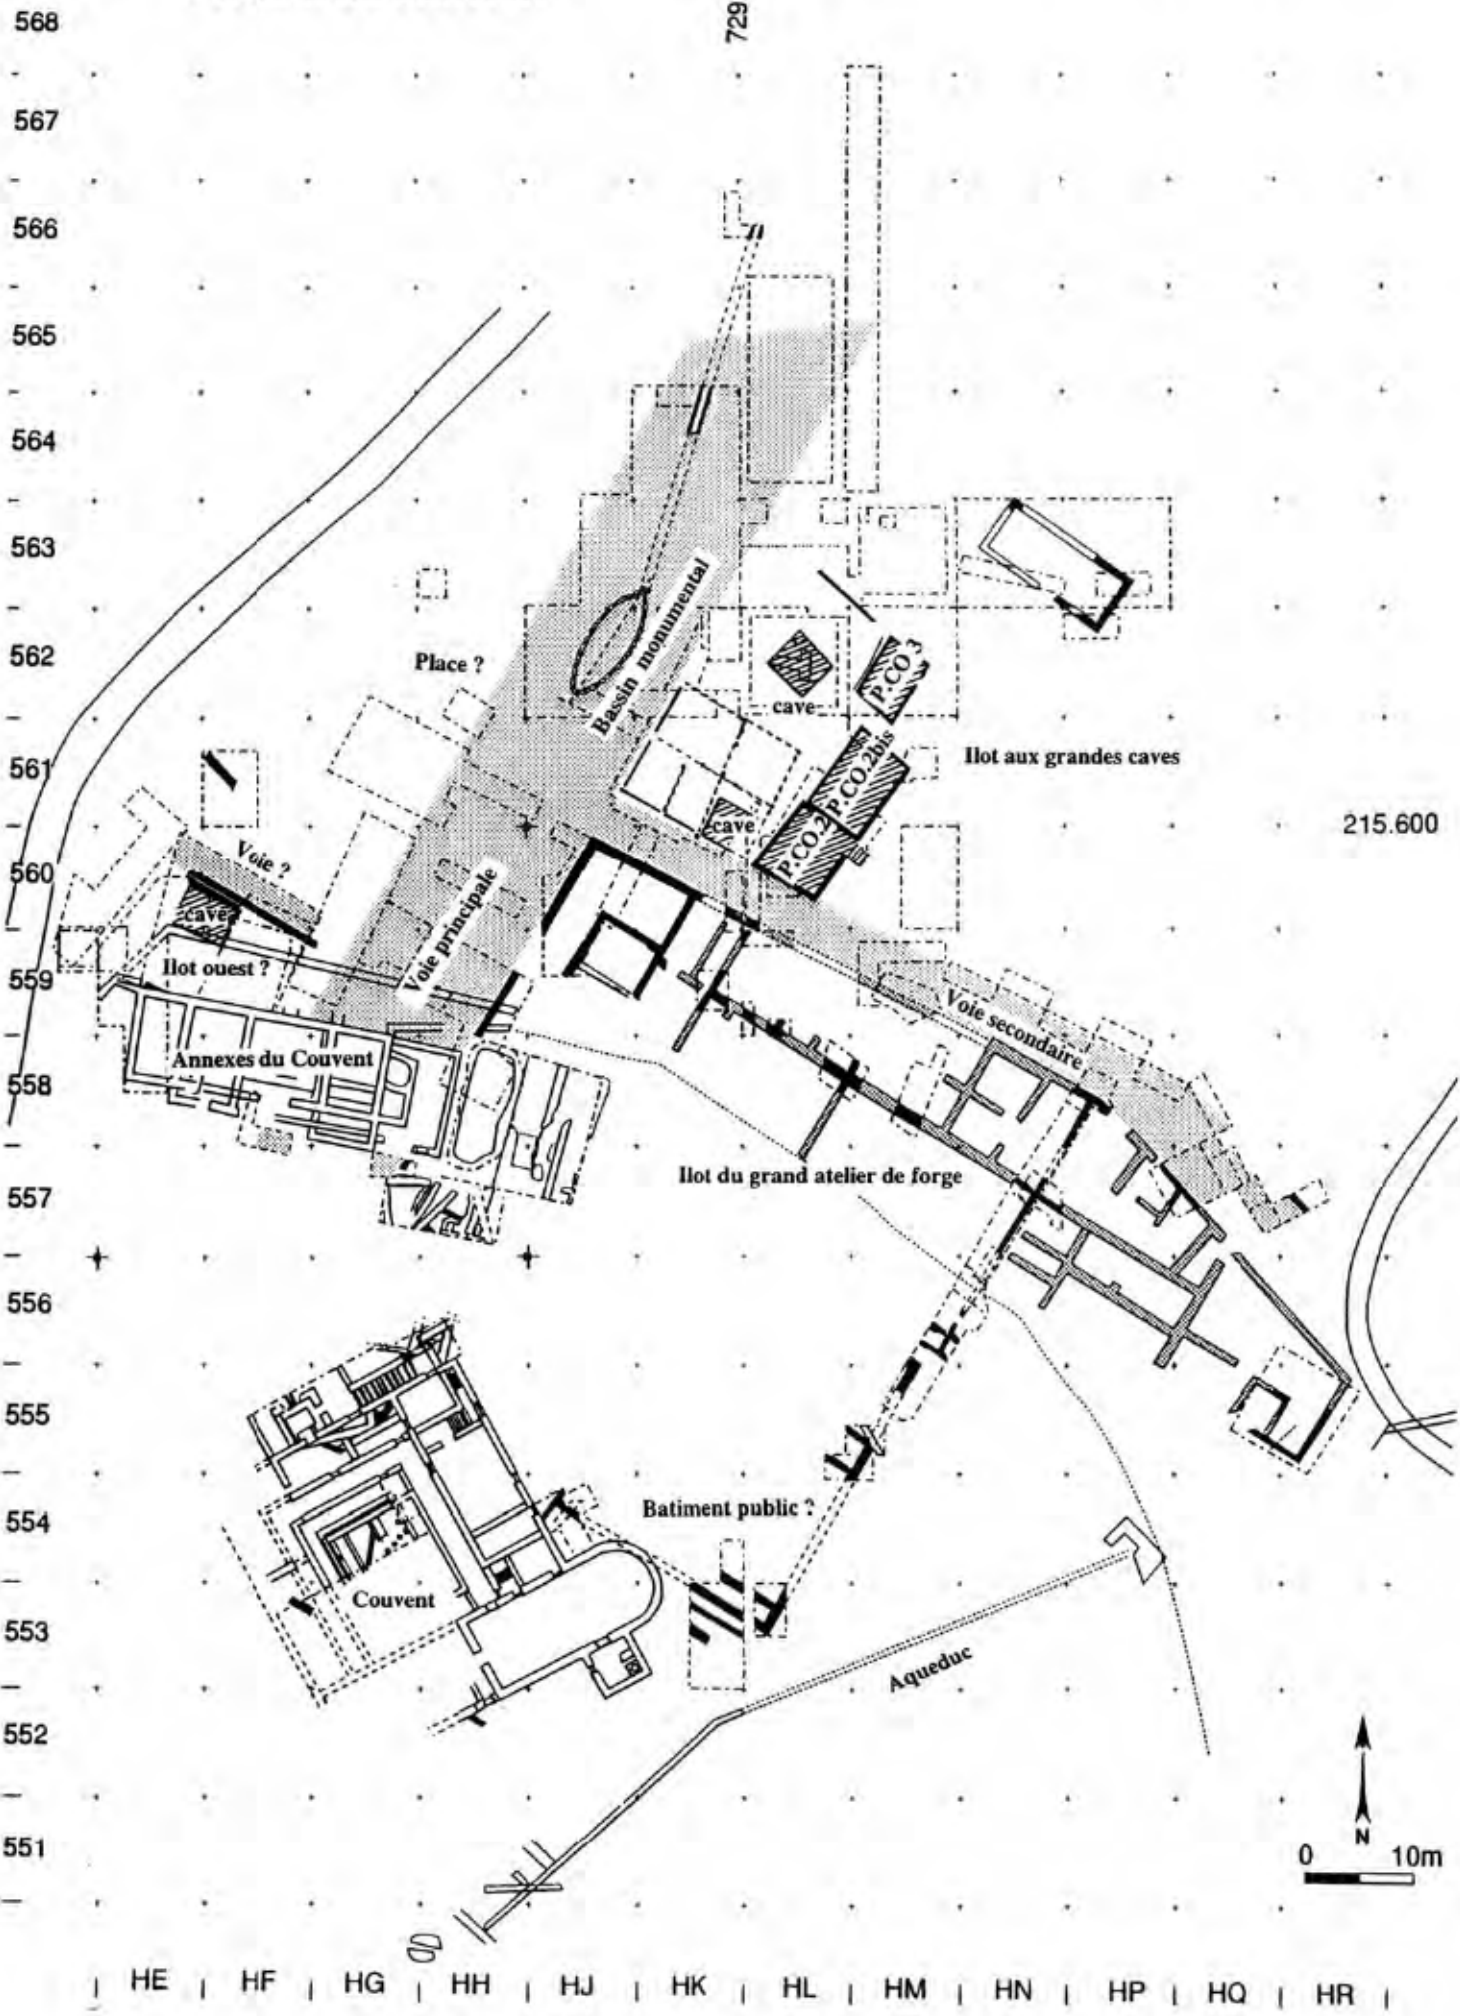 568
729
567
566
565
564
563
Bassin monumental
562
Place ?
P.CO.3
cave
P.CO.2bis
561
Ilot aux grandes caves
cave
215.600
P.CO.2
Voie ?
560
cave
Voie principale
559
Ilot ouest ?
Voie secondaire
Annexes du Couvent
558
Ilot du grand atelier de forge
557
556
555
Batiment public ?
554
Couvent
553
Aqueduc
552
551
N
0 10m
HE HF HG HH HJ HK HL HM HN HP HQ HR